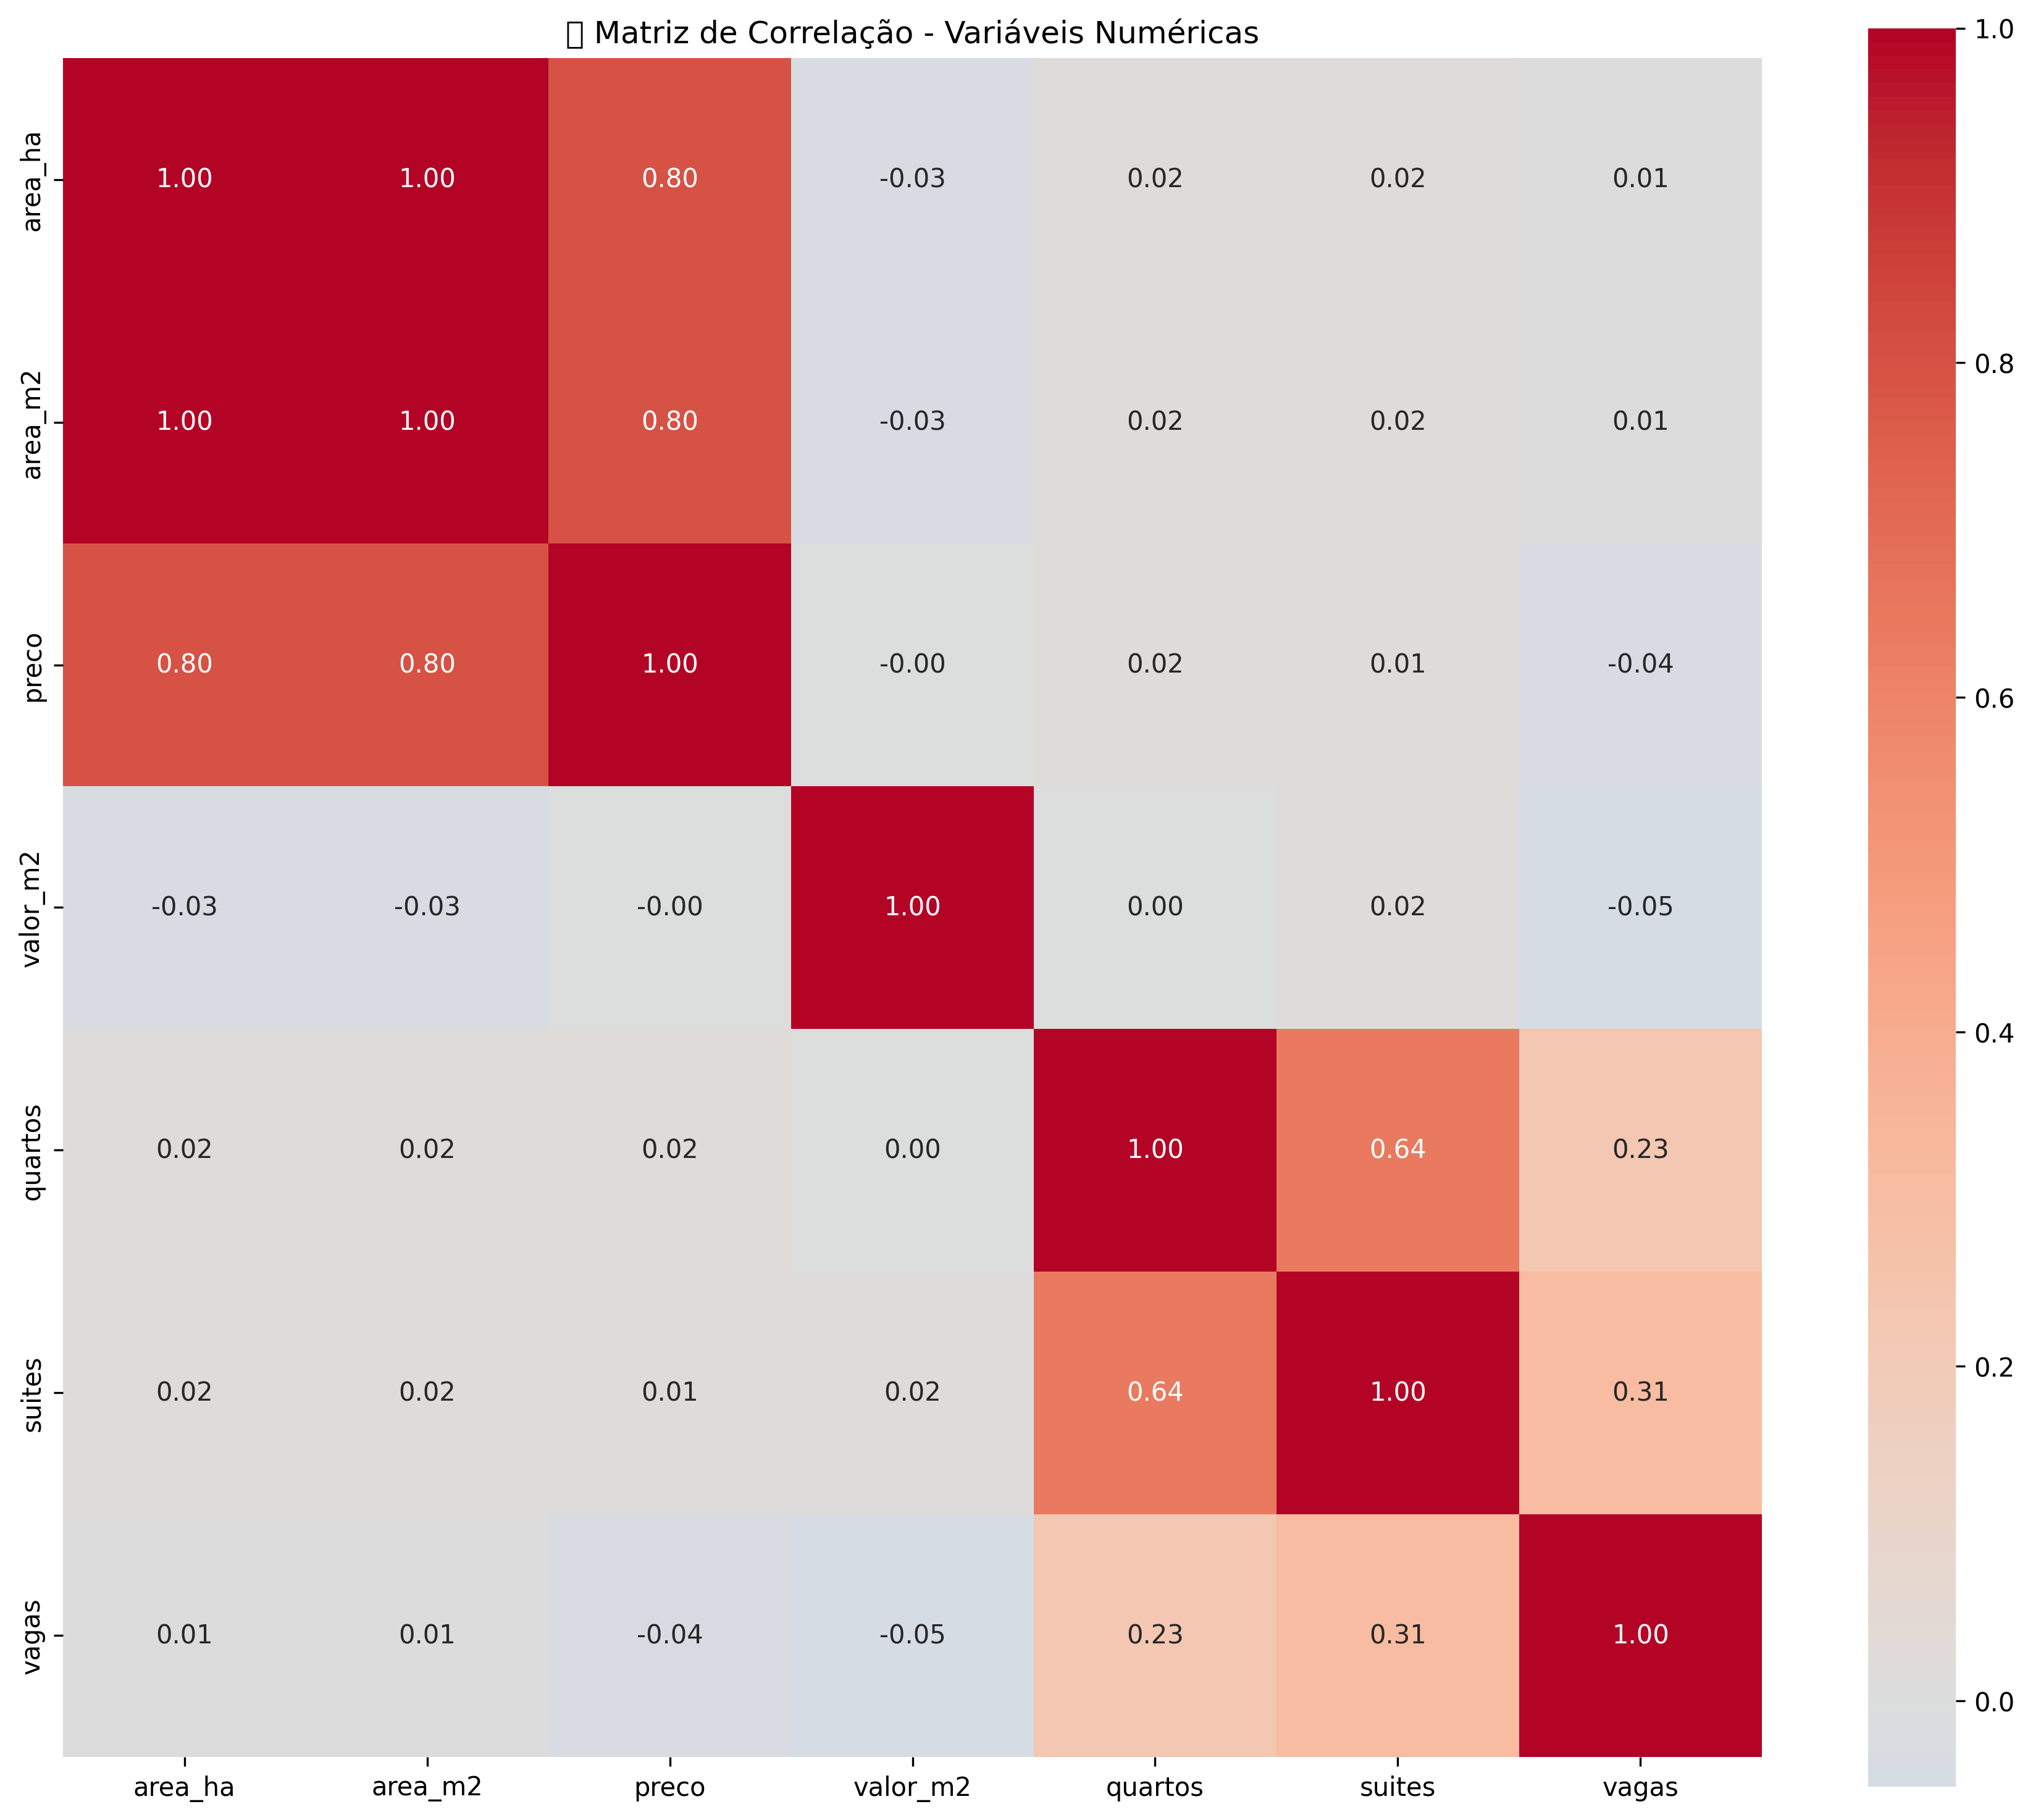 Matriz de Correlação - Variáveis Numéricas
1.0
area_ha 1.00 1.00 0.80 -0.03 0.02 0.02 0.01
0.8
area_m2 1.00 1.00 0.80 -0.03 0.02 0.02 0.01
preco 0.80 0.80 1.00 -0.00 0.02 0.01 -0.04
0.6
valor_m2 -0.03 -0.03 -0.00 1.00 0.00 0.02 -0.05
0.4
quartos 0.02 0.02 0.02 0.00 1.00 0.64 0.23
0.2
suites 0.02 0.02 0.01 0.02 0.64 1.00 0.31
vagas 0.01 0.01 -0.04 -0.05 0.23 0.31 1.00
0.0
area_ha area_m2 preco valor_m2 quartos suites vagas